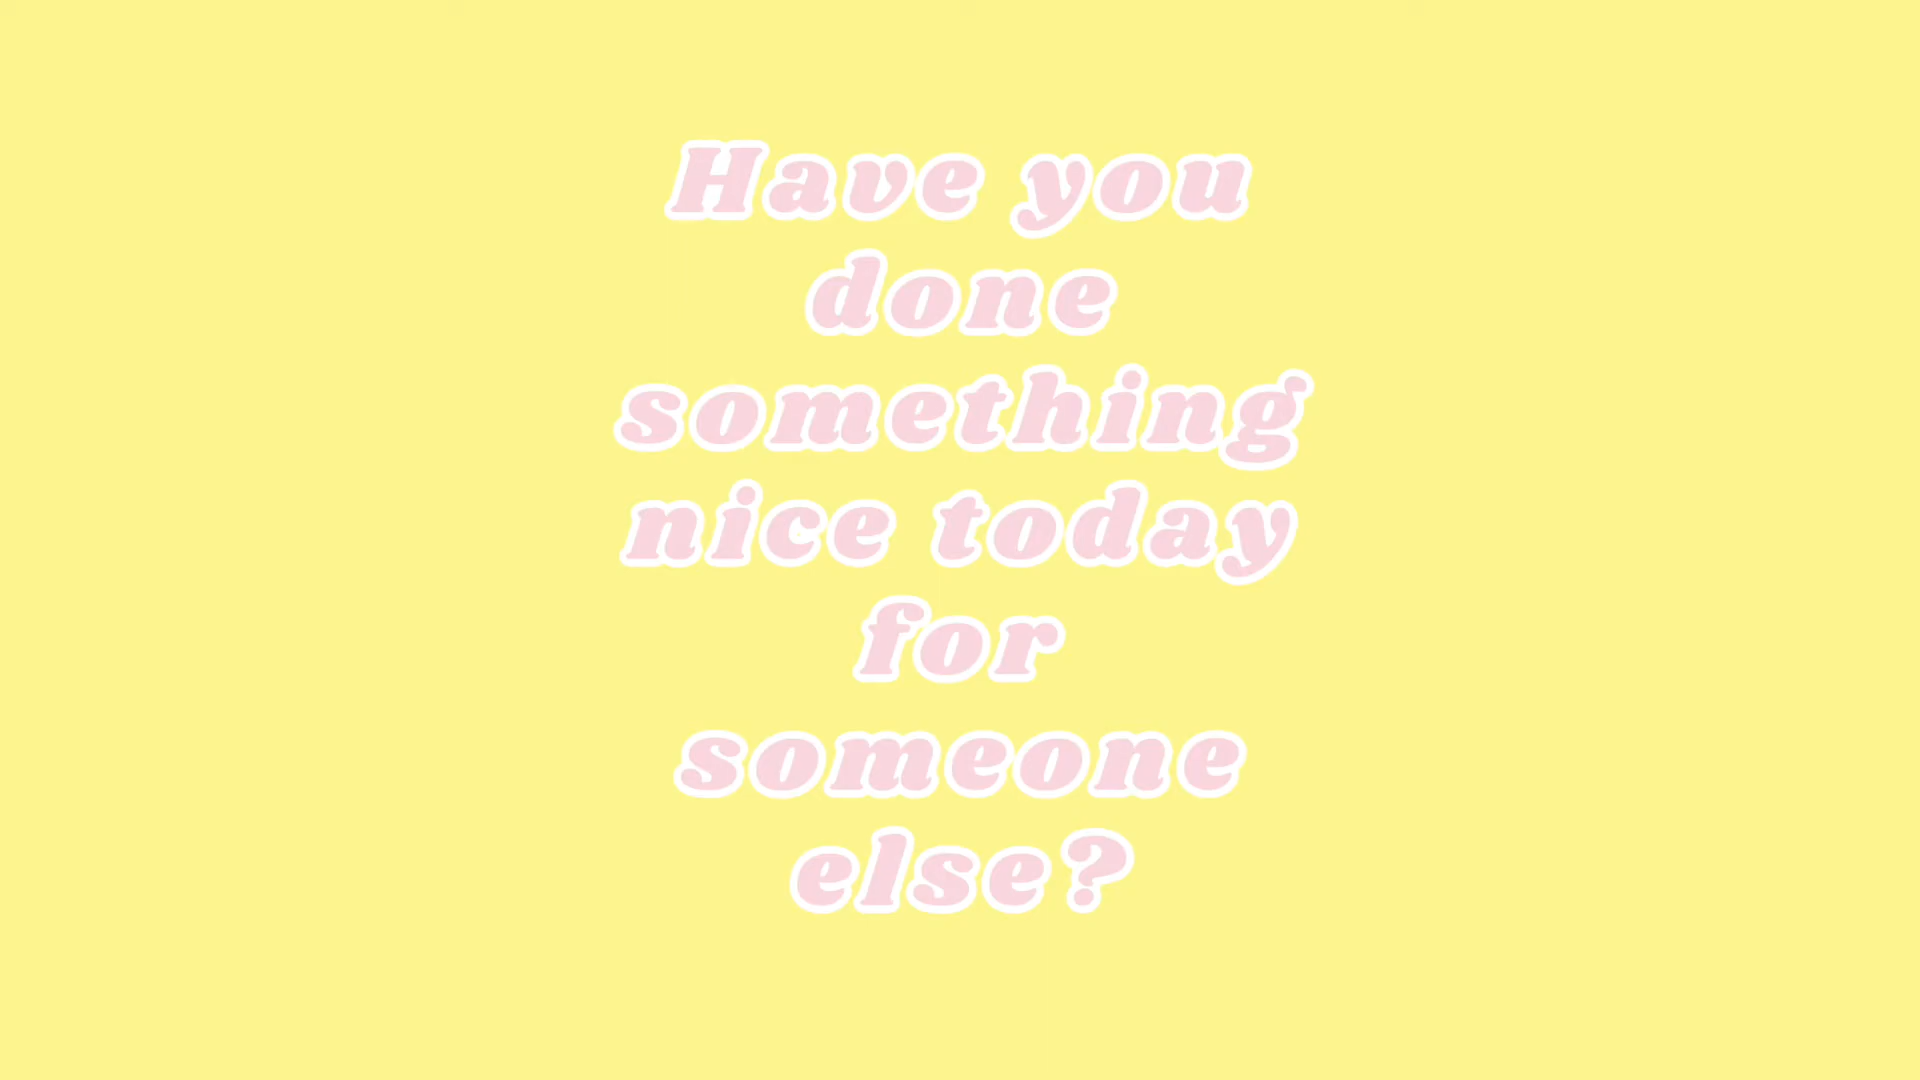 Have you
done
something
nice today
for
someone
else?